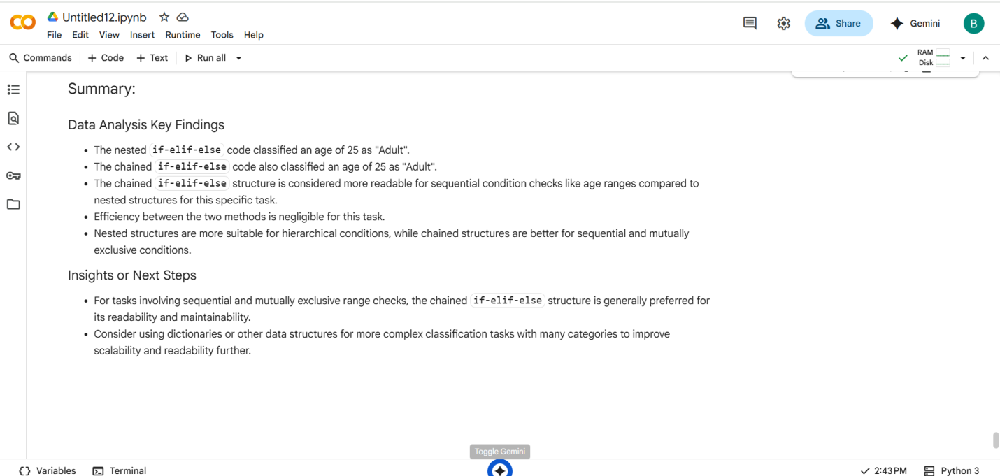 Untitled12.ipynb
File Edit View Insert Runtime Tools Help
Share
Gemini
B
Commands + Code + Text Run all
RAM
Disk
Summary:
Data Analysis Key Findings
• The nested if-elif-else code classified an age of 25 as "Adult".
• The chained if-elif-else code also classified an age of 25 as "Adult".
• The chained if-elif-else structure is considered more readable for sequential condition checks like age ranges compared to
nested structures for this specific task.
• Efficiency between the two methods is negligible for this task.
• Nested structures are more suitable for hierarchical conditions, while chained structures are better for sequential and mutually
exclusive conditions.
Insights or Next Steps
• For tasks involving sequential and mutually exclusive range checks, the chained if-elif-else structure is generally preferred for
its readability and maintainability.
• Consider using dictionaries or other data structures for more complex classification tasks with many categories to improve
scalability and readability further.
Toggle Gemini
{} Variables Terminal
2:43 PM Python 3